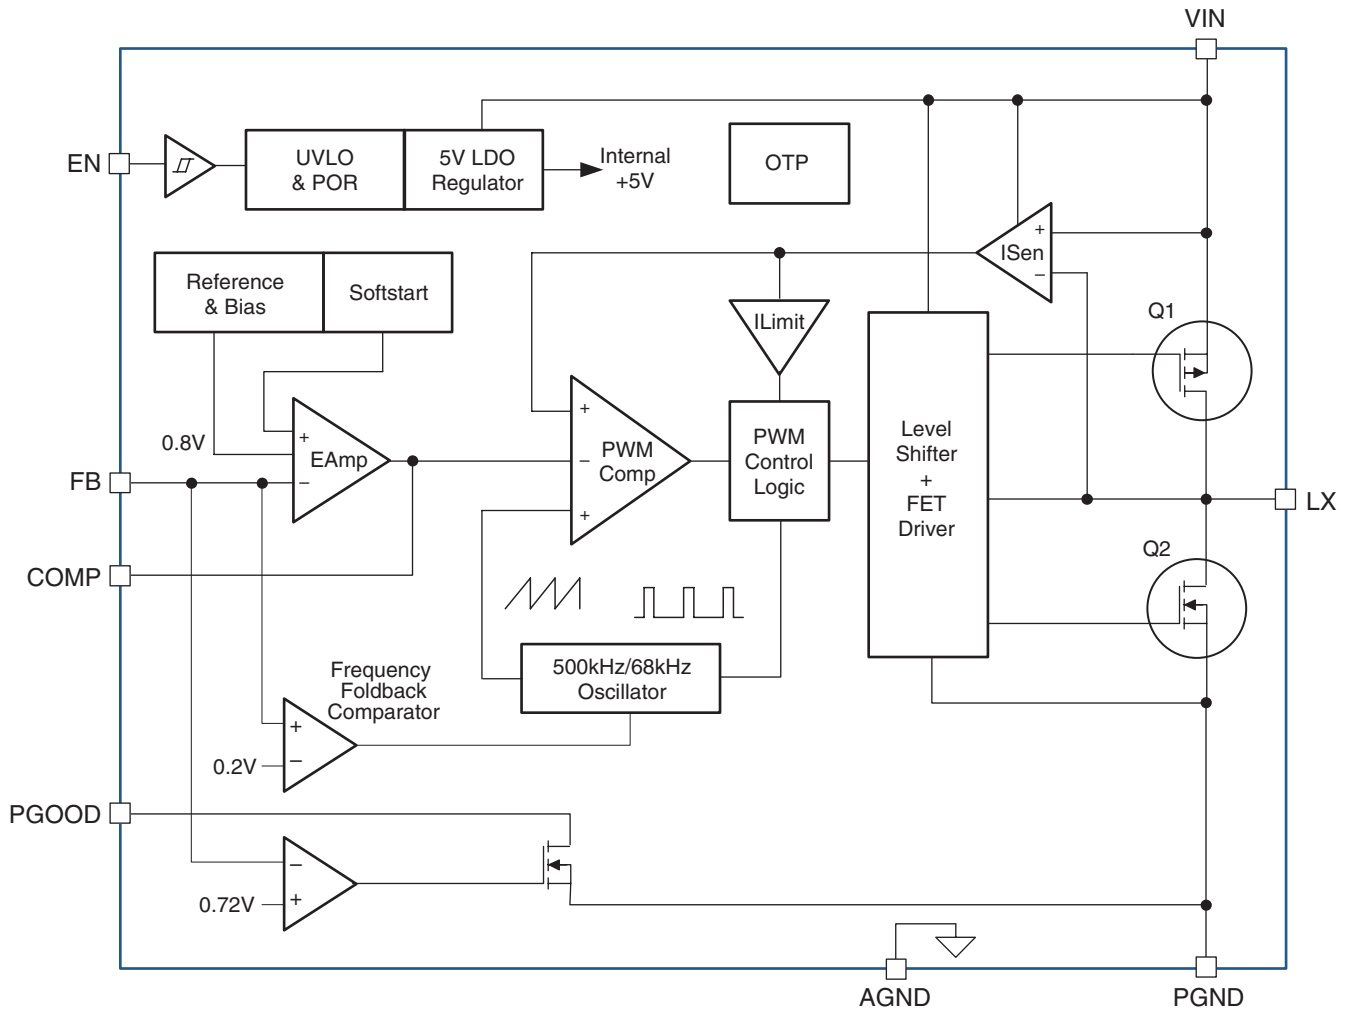 VIN
EN
UVLO
& POR
5V LDO
Regulator
Internal
+5V
OTP
Reference
& Bias
Softstart
+
ISen
−
ILimit
Q1
0.8V
+
EAmp
−
+
−
PWM
Comp
+
PWM
Control
Logic
Level
Shifter
+
FET
Driver
FB
LX
COMP
Q2
500kHz/68kHz
Oscillator
Frequency
Foldback
Comparator
+
0.2V
−
PGOOD
−
0.72V
+
AGND
PGND